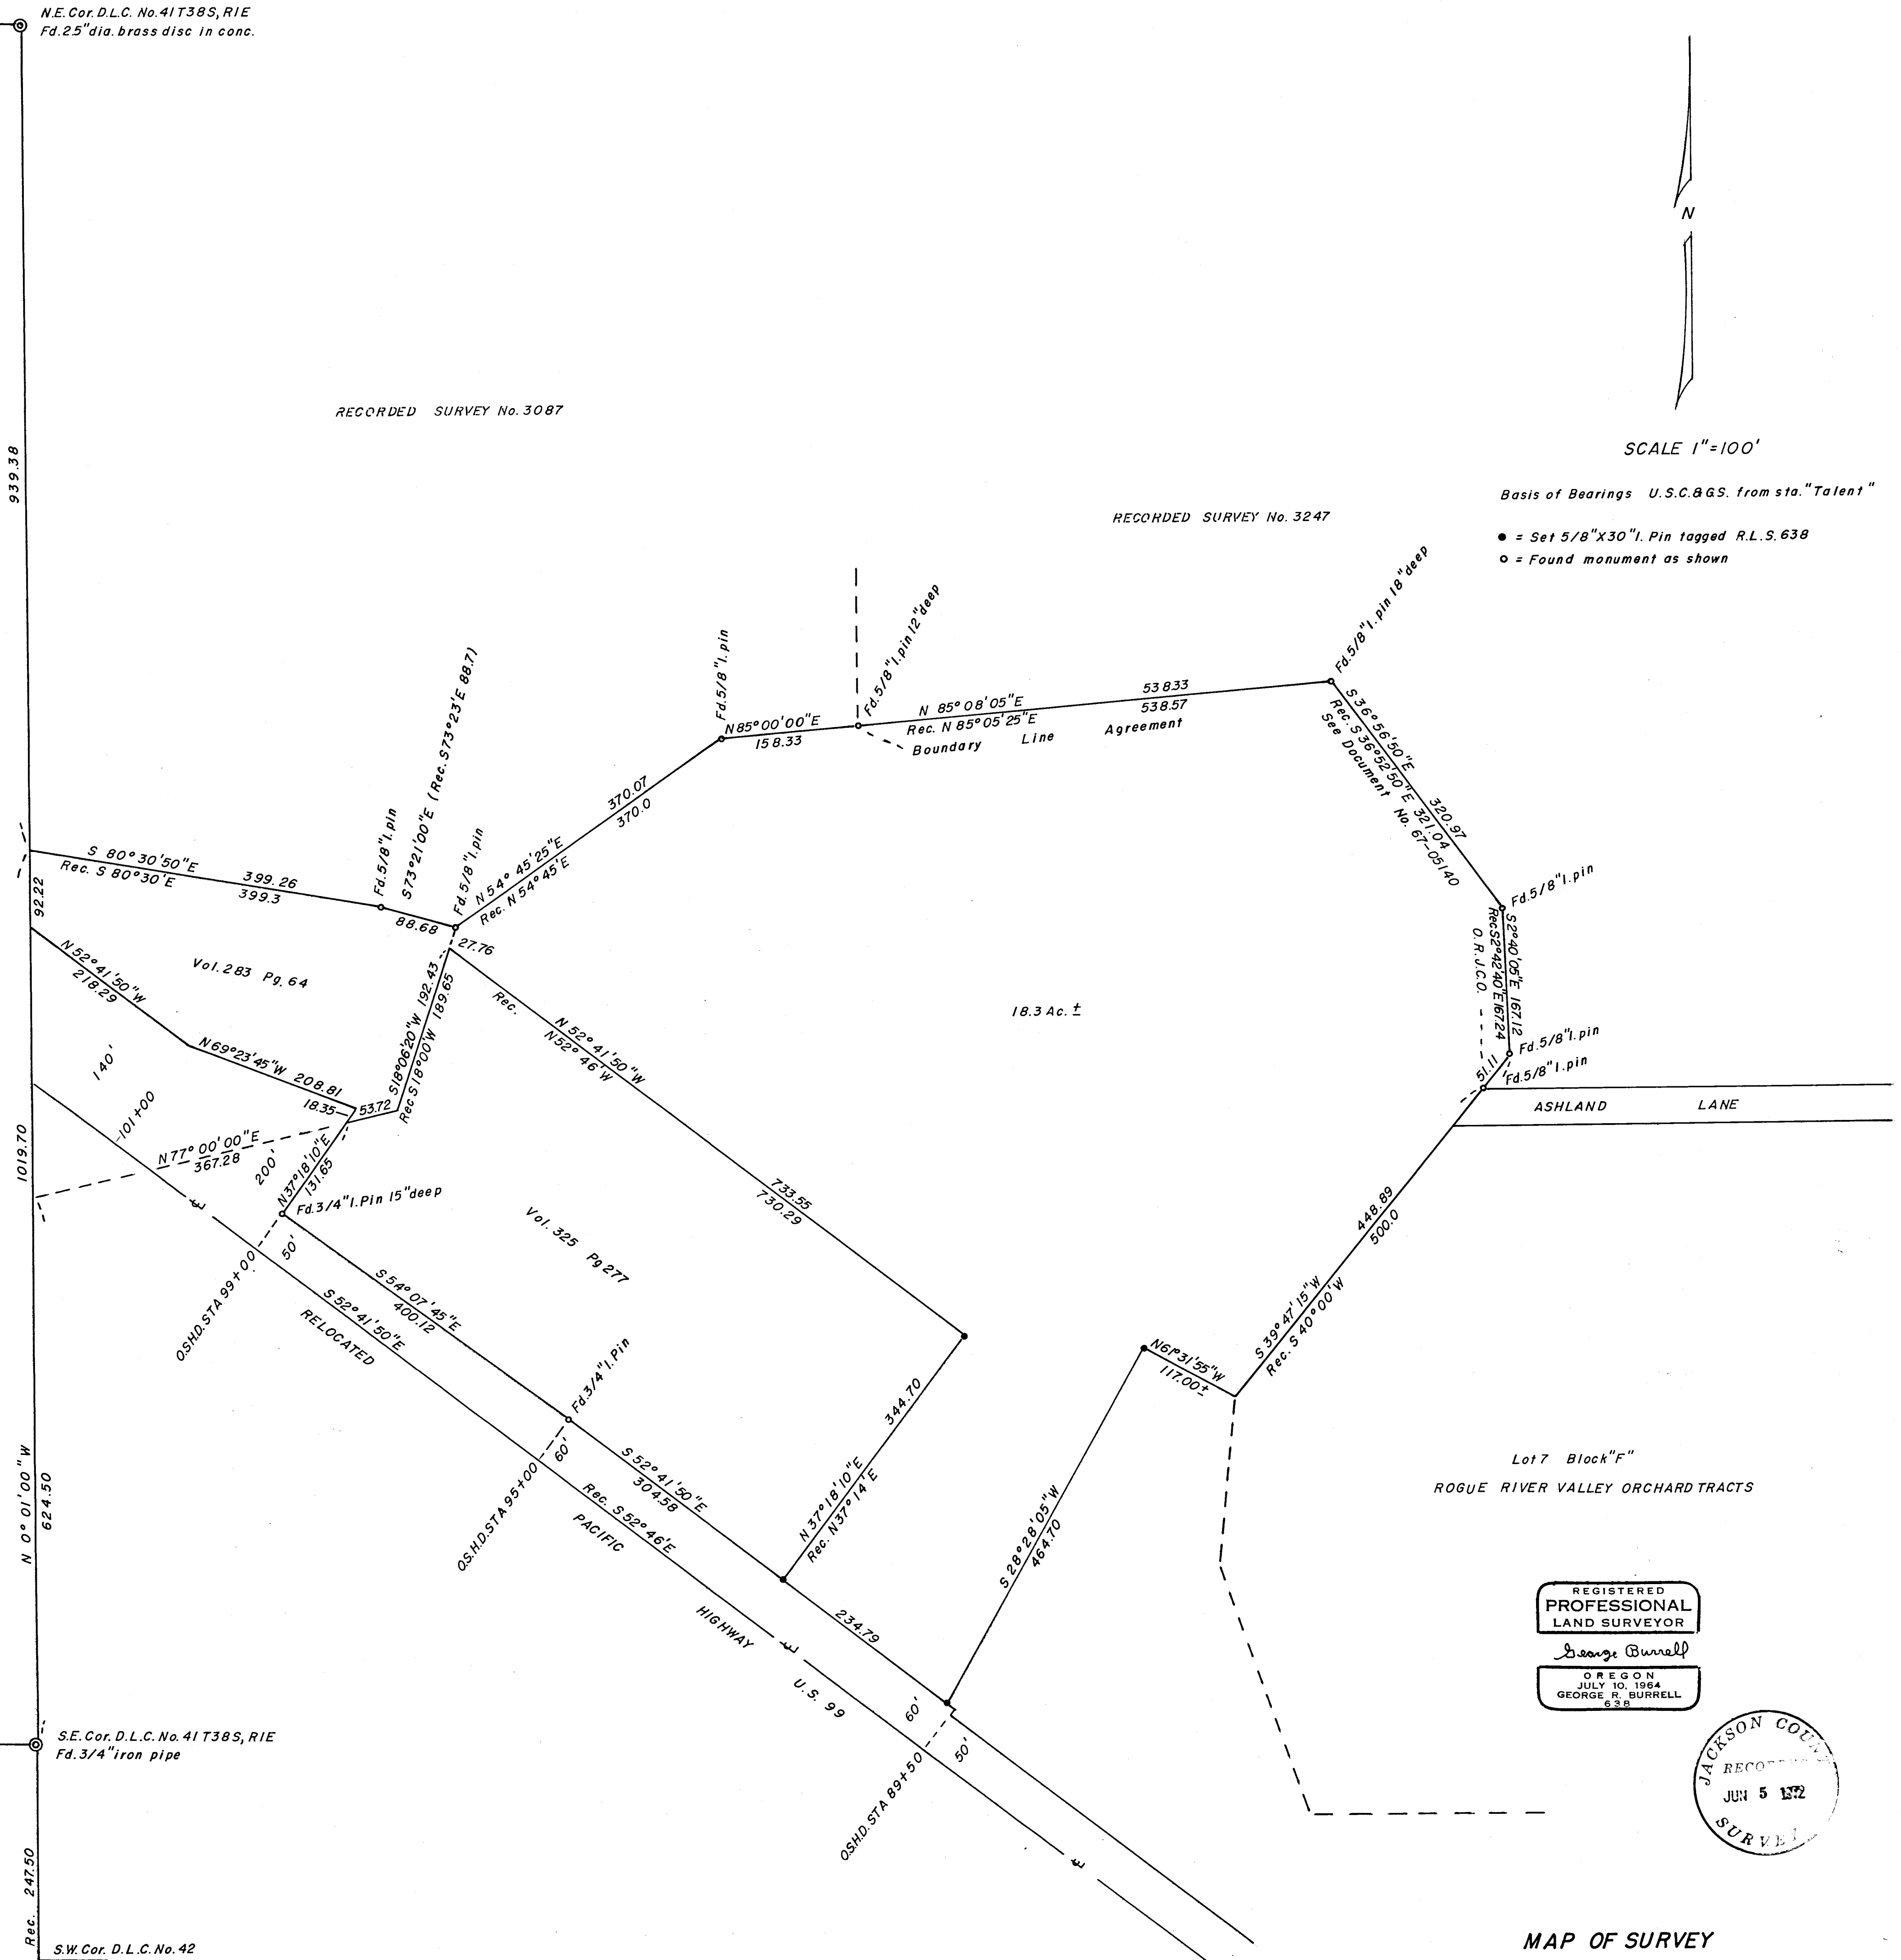 N.E. Cor. D.L.C. No. 41 T38S, R1E
Fd. 2.5" dia. brass disc in conc.
N
SCALE 1"=100'
Basis of Bearings U.S.C.&G.S. from sta. "Talent"
● = Set 5/8"X30" I. Pin tagged R.L.S. 638
○ = Found monument as shown
RECORDED SURVEY No. 3087
RECORDED SURVEY No. 3247
939.38
Fd. 5/8" I. pin
S73°21'00"E (Rec. S73°23'E 88.7)
Fd. 5/8" I. pin
Fd. 5/8" I. pin
Fd. 5/8" I. pin 12" deep
Fd. 5/8" I. pin 18" deep
S 80°30'50"E 399.26
Rec. S 80°30'E 399.3
88.68
N 54°45'25"E 370.07
Rec. N 54°45'E 370.0
N 85°00'00"E
158.33
N 85°08'05"E 538.33
Rec. N 85°05'25"E 538.57
Boundary Line Agreement
S 36°56'50"E 320.97
Rec. S 36°52'50"E 321.04
See Document No. 67-05140
Fd. 5/8" I. pin
S2°40'05"E 167.12
Rec S2°42'40"E 167.24
O.R.J.C.O.
Fd. 5/8" I. pin
51.11
Fd. 5/8" I. pin
ASHLAND LANE
92.22
N 52°41'50"W
218.29
Vol. 283 Pg. 64
27.76
S18°06'20"W 192.43
Rec S18°00'W 189.65
N69°23'45"W 208.81
18.35
53.72
140'
101+00
N77°00'00"E
367.28
200'
N37°18'10"E
131.65
Fd. 3/4" I. Pin 15" deep
1019.70
18.3 Ac. ±
N 52°41'50"W 733.55
Rec. N52°46'W 730.29
Vol. 325 Pg 277
50'
O.S.H.D. STA 99+00
S 54°07'45"E
400.12
S 52°41'50"E
Fd. 3/4" I. Pin
60'
O.S.H.D. STA 95+00
Rec. S 52°46'E
S 52°41'50"E
304.58
344.70
N 37°18'10"E
Rec. N37°14'E
234.79
RELOCATED PACIFIC HIGHWAY U.S. 99
S 28°28'05"W
464.70
N61°31'55"W
117.00±
S 39°47'15"W 448.89
Rec. S 40°00'W 500.0
60'
50'
O.S.H.D. STA 89+50
N 0°01'00"W
624.50
Lot 7 Block "F"
ROGUE RIVER VALLEY ORCHARD TRACTS
REGISTERED
PROFESSIONAL
LAND SURVEYOR
George Burrell
OREGON
JULY 10, 1964
GEORGE R. BURRELL
638
JACKSON COUN
RECO
JUN 5 1972
SURVEY
S.E. Cor. D.L.C. No. 41 T38S, R1E
Fd. 3/4" iron pipe
Rec. 247.50
S.W. Cor. D.L.C. No. 42
MAP OF SURVEY